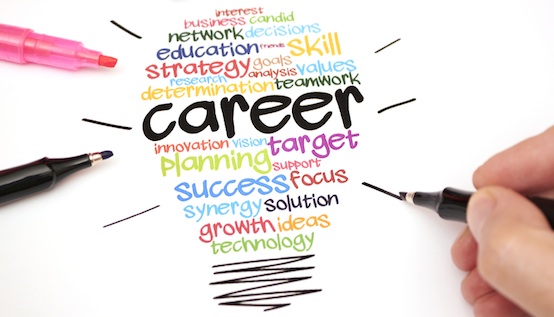 interest
business candid
network decisions
education friends skill
strategy goals
analysis values
research
determination teamwork
career
innovation vision target
planning support
success focus
synergy solution
growth ideas
technology